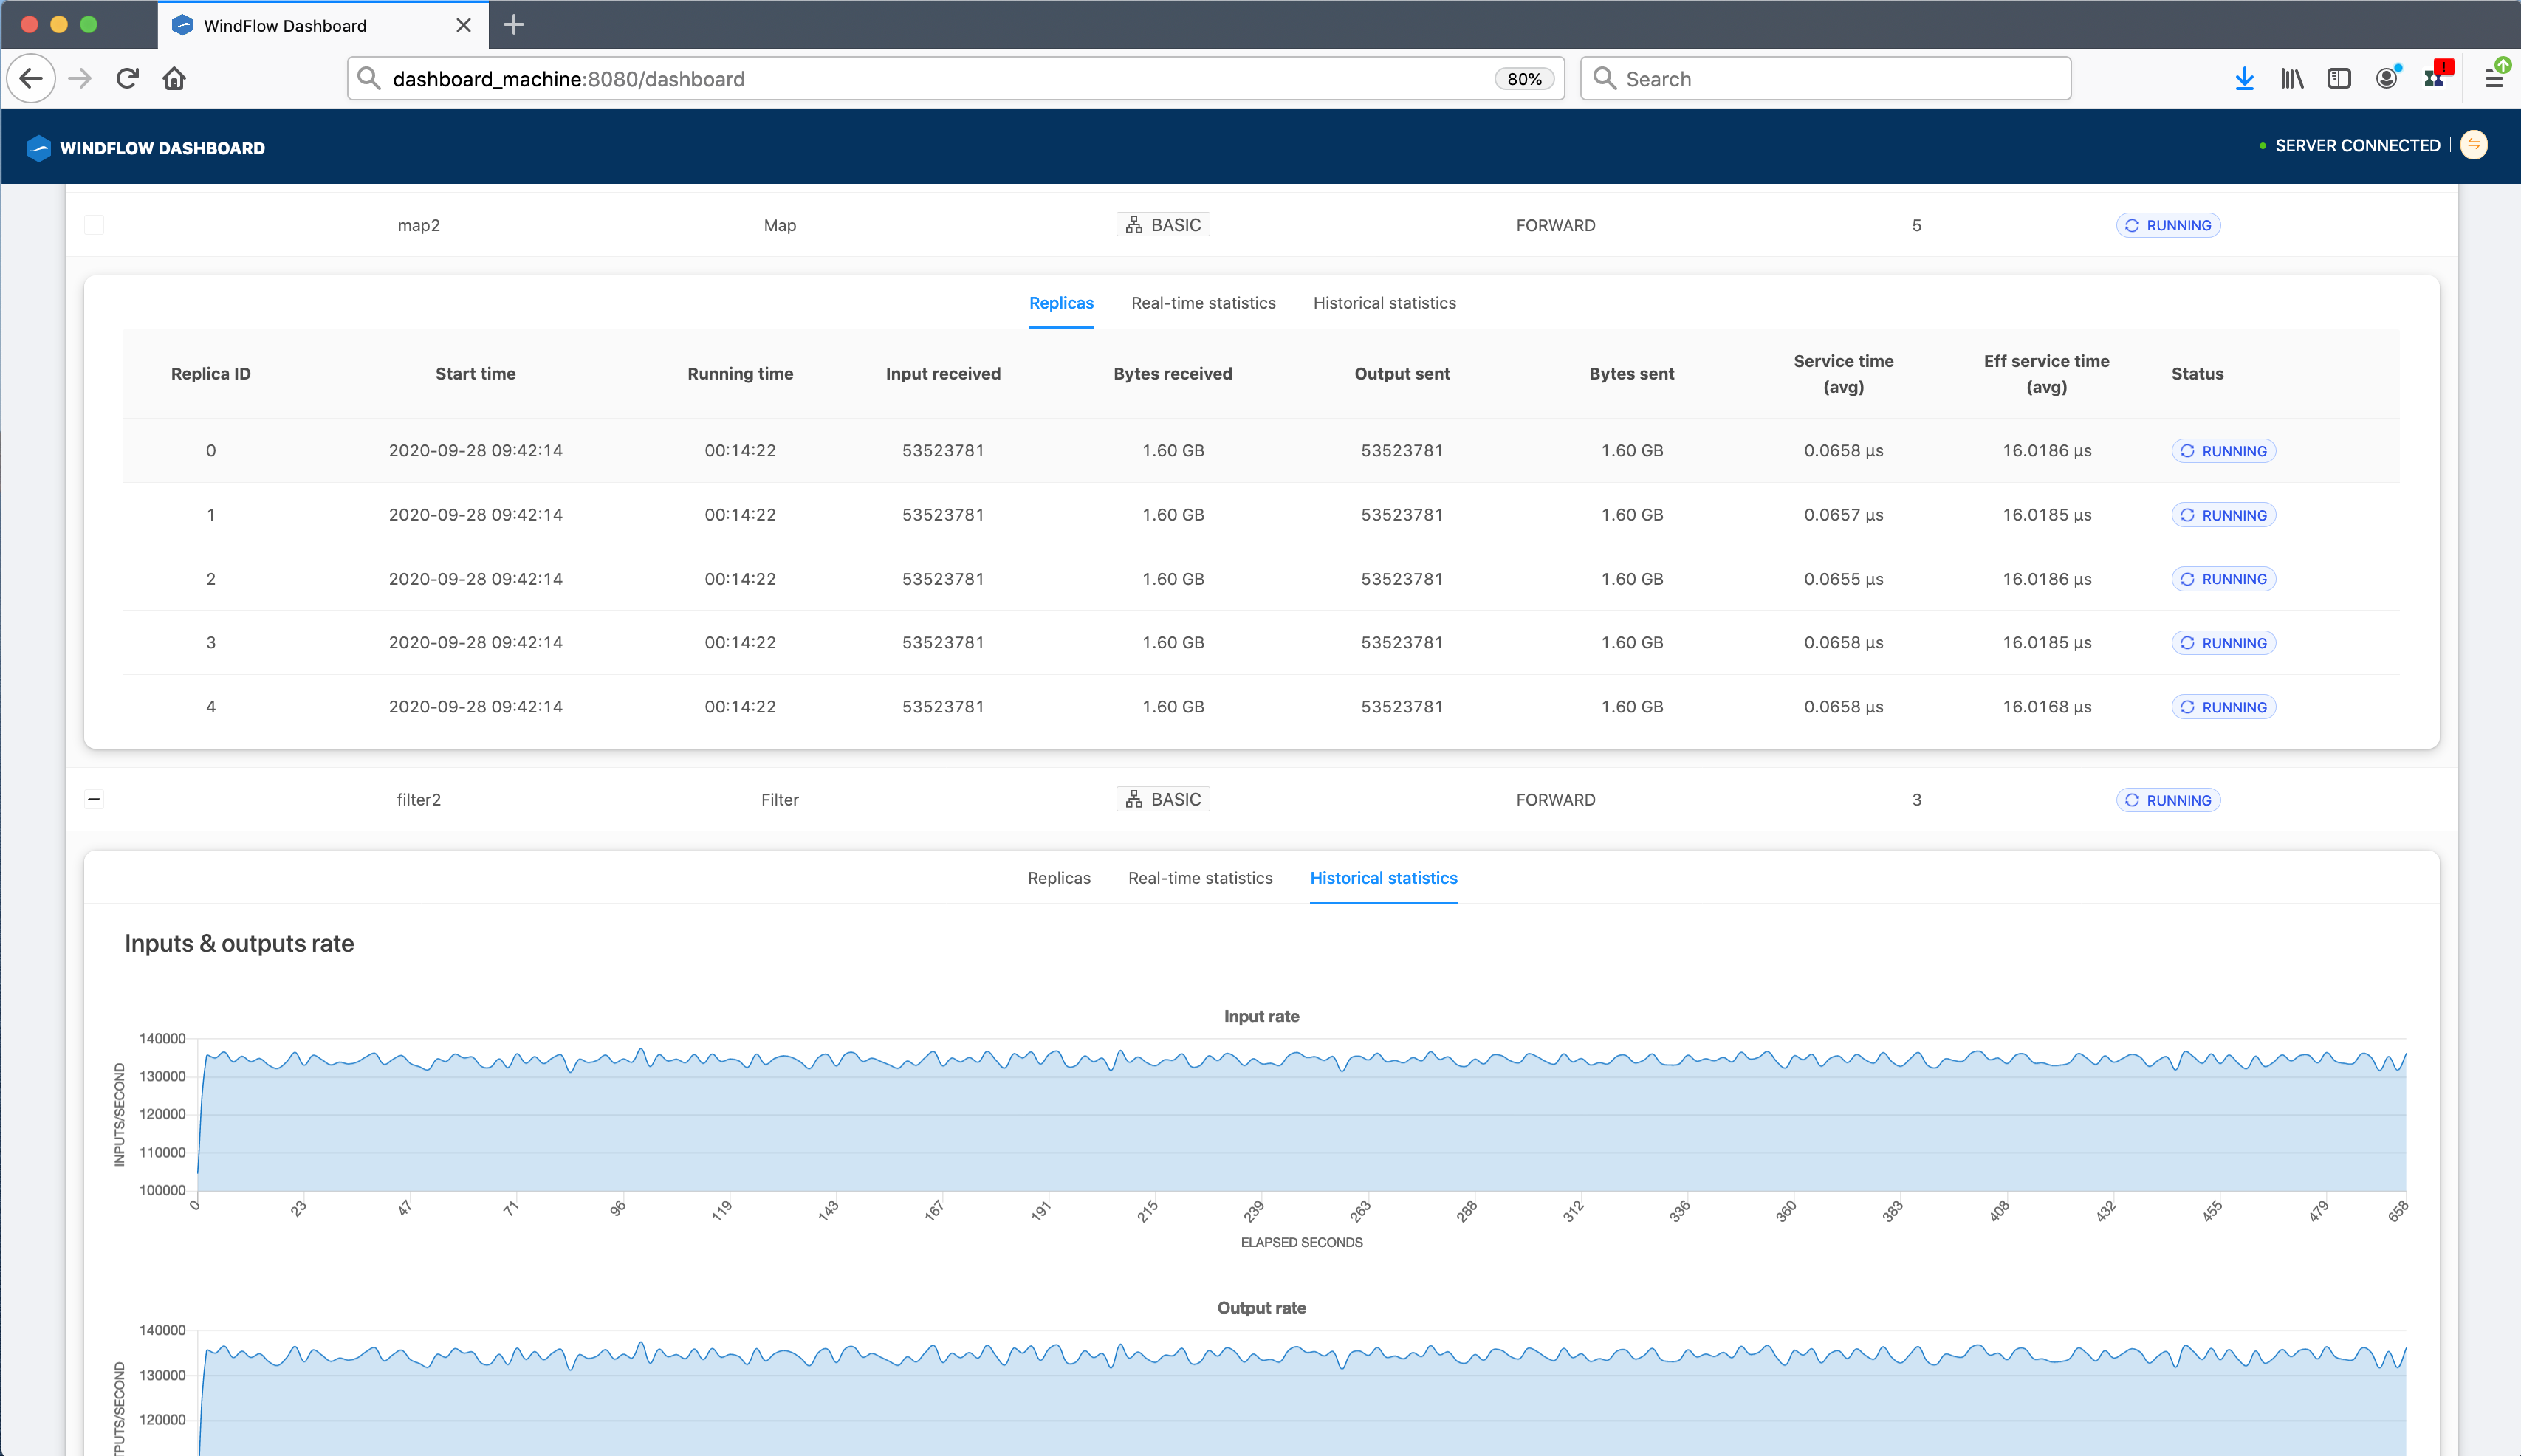 WindFlow Dashboard
dashboard_machine:8080/dashboard 80% Search
WINDFLOW DASHBOARD SERVER CONNECTED
map2 Map BASIC FORWARD 5 RUNNING
Replicas Real-time statistics Historical statistics
Replica ID Start time Running time Input received Bytes received Output sent Bytes sent Service time (avg) Eff service time (avg) Status
0 2020-09-28 09:42:14 00:14:22 53523781 1.60 GB 53523781 1.60 GB 0.0658 µs 16.0186 µs RUNNING
1 2020-09-28 09:42:14 00:14:22 53523781 1.60 GB 53523781 1.60 GB 0.0657 µs 16.0185 µs RUNNING
2 2020-09-28 09:42:14 00:14:22 53523781 1.60 GB 53523781 1.60 GB 0.0655 µs 16.0186 µs RUNNING
3 2020-09-28 09:42:14 00:14:22 53523781 1.60 GB 53523781 1.60 GB 0.0658 µs 16.0185 µs RUNNING
4 2020-09-28 09:42:14 00:14:22 53523781 1.60 GB 53523781 1.60 GB 0.0658 µs 16.0168 µs RUNNING
filter2 Filter BASIC FORWARD 3 RUNNING
Replicas Real-time statistics Historical statistics
Inputs & outputs rate
Input rate
INPUTS/SECOND
140000
130000
120000
110000
100000
0 23 47 71 96 119 143 167 191 215 239 263 288 312 336 360 383 408 432 455 479 658
ELAPSED SECONDS
Output rate
140000
130000
120000